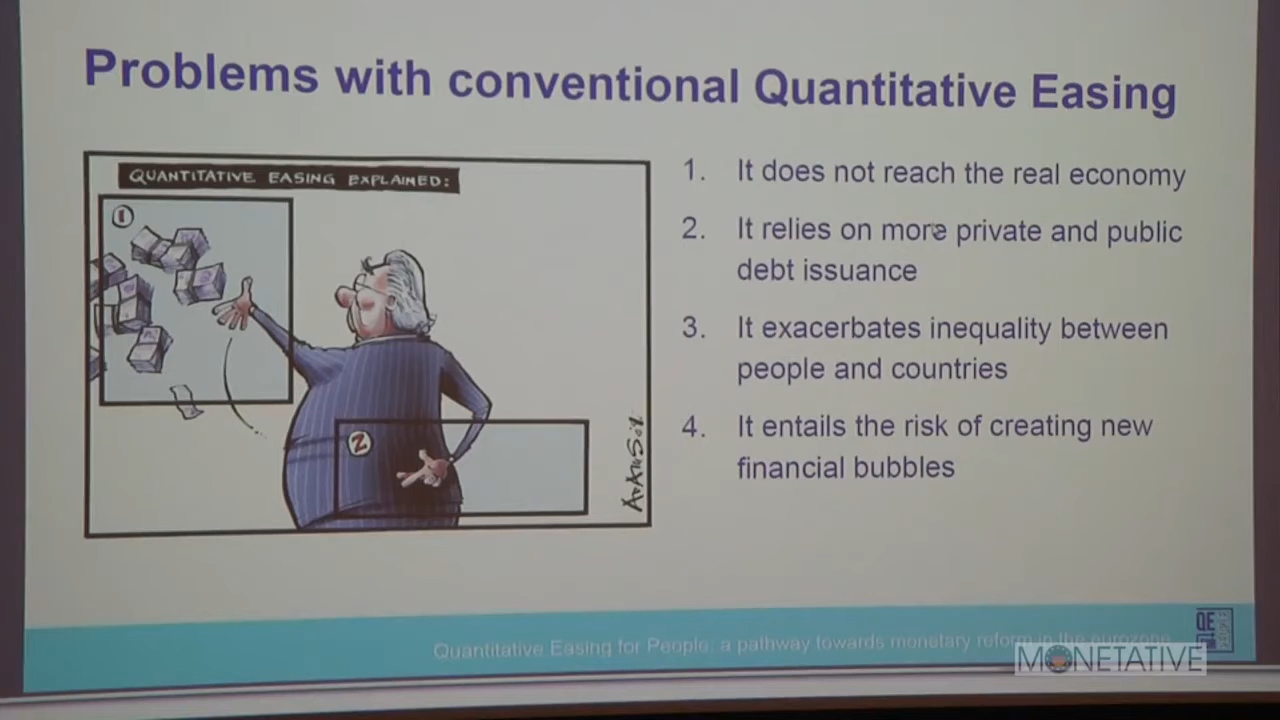 Problems with conventional Quantitative Easing
QUANTITATIVE EASING EXPLAINED:
1
2
ADAMS
1. It does not reach the real economy
2. It relies on more private and public
debt issuance
3. It exacerbates inequality between
people and countries
4. It entails the risk of creating new
financial bubbles
Quantitative Easing for People: a pathway towards monetary reform in the eurozone
QE
PEOPLE
MONETATIVE